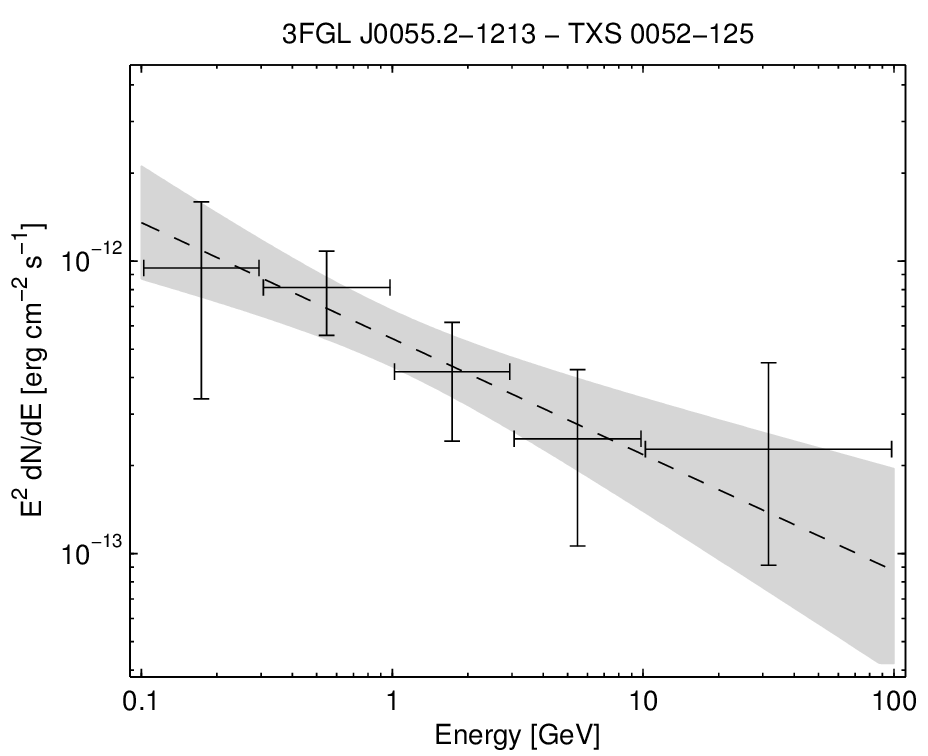 3FGL J0055.2−1213 − TXS 0052−125
E² dN/dE [erg cm⁻² s⁻¹]
10⁻¹²
10⁻¹³
0.1 1 10 100
Energy [GeV]